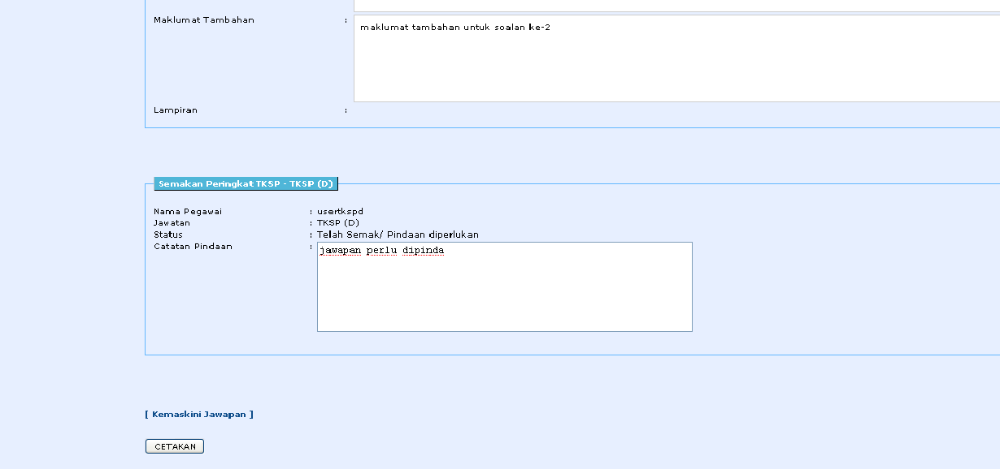 Maklumat Tambahan : maklumat tambahan untuk soalan ke-2
Lampiran :
Semakan Peringkat TKSP - TKSP (D)
Nama Pegawai : usertkspd
Jawatan : TKSP (D)
Status : Telah Semak/ Pindaan diperlukan
Catatan Pindaan : jawapan perlu dipinda
[ Kemaskini Jawapan ]
CETAKAN